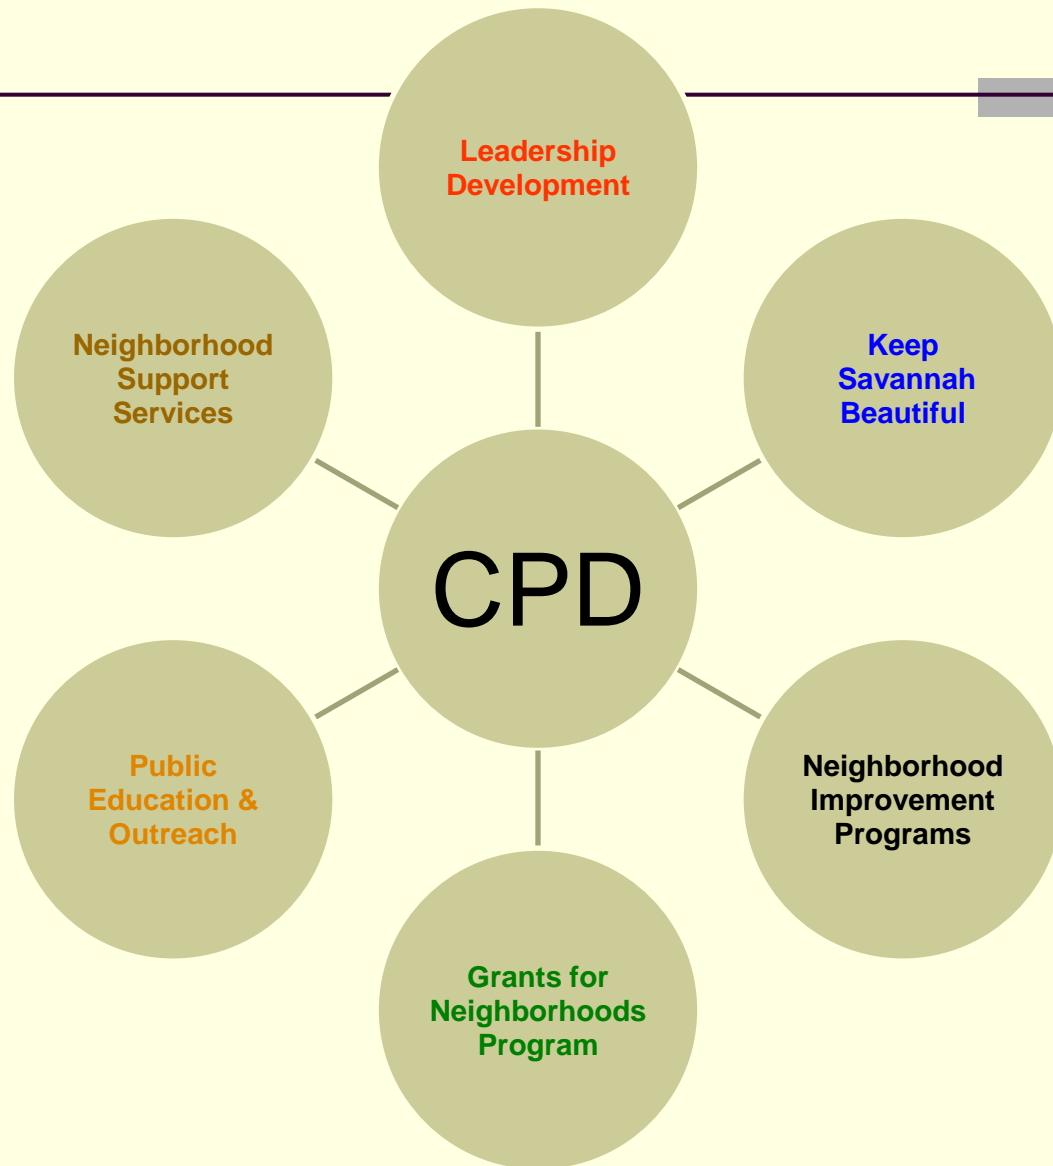 Leadership
Development
Neighborhood
Support
Services
Keep
Savannah
Beautiful
CPD
Public
Education &
Outreach
Neighborhood
Improvement
Programs
Grants for
Neighborhoods
Program